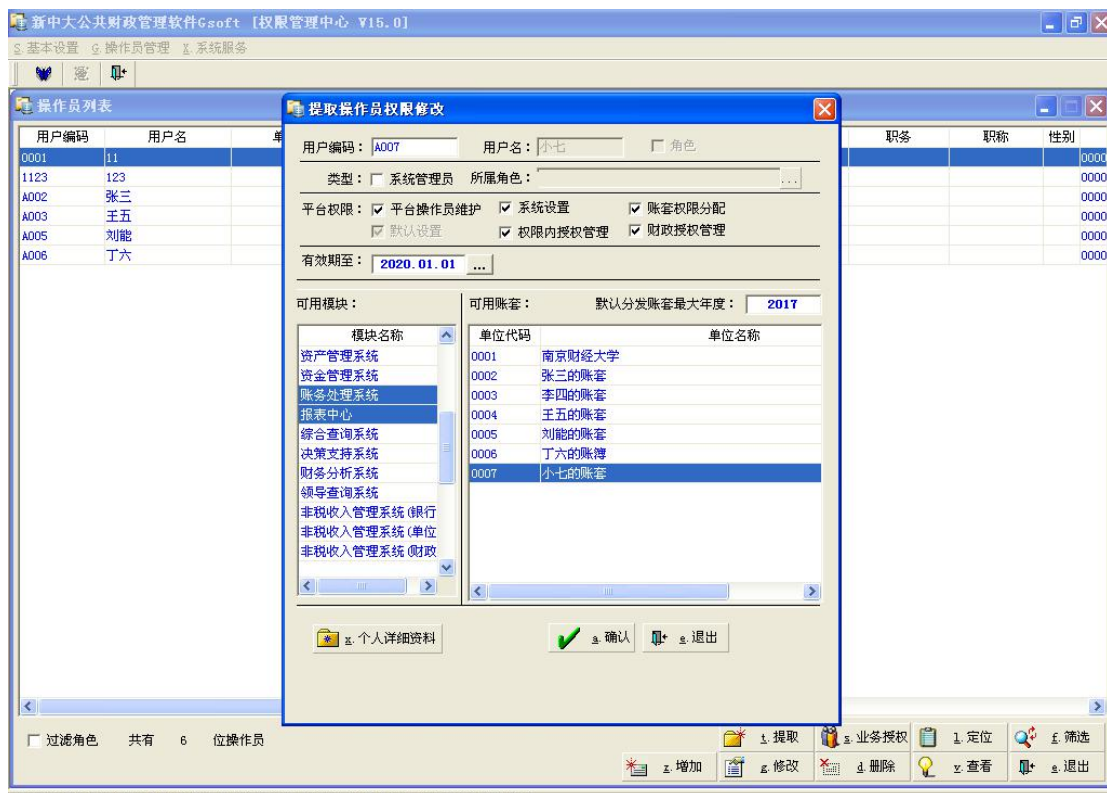 新中大公共财政管理软件Gsoft [权限管理中心 V15.0]
S.基本设置 G.操作员管理 X.系统服务
操作员列表
提取操作员权限修改
用户编码 用户名 单 职务 职称 性别
0001 11 0000
1123 123 0000
A002 张三 0000
A003 王五 0000
A005 刘能 0000
A006 丁六 0000
用户编码： A007 用户名： 小七 角色
类型： 系统管理员 所属角色： ...
平台权限： 平台操作员维护 系统设置 账套权限分配
默认设置 权限内授权管理 财政授权管理
有效期至： 2020.01.01 ...
可用模块： 可用账套： 默认分发账套最大年度： 2017
模块名称
资产管理系统
资金管理系统
账务处理系统
报表中心
综合查询系统
决策支持系统
财务分析系统
领导查询系统
非税收入管理系统(银行
非税收入管理系统(单位
非税收入管理系统(财政
单位代码 单位名称
0001 南京财经大学
0002 张三的账套
0003 李四的账套
0004 王五的账套
0005 刘能的账套
0006 丁六的账簿
0007 小七的账套
x.个人详细资料 a.确认 e.退出
过滤角色 共有 6 位操作员
t.提取 s.业务授权 l.定位 f.筛选
z.增加 g.修改 d.删除 v.查看 e.退出